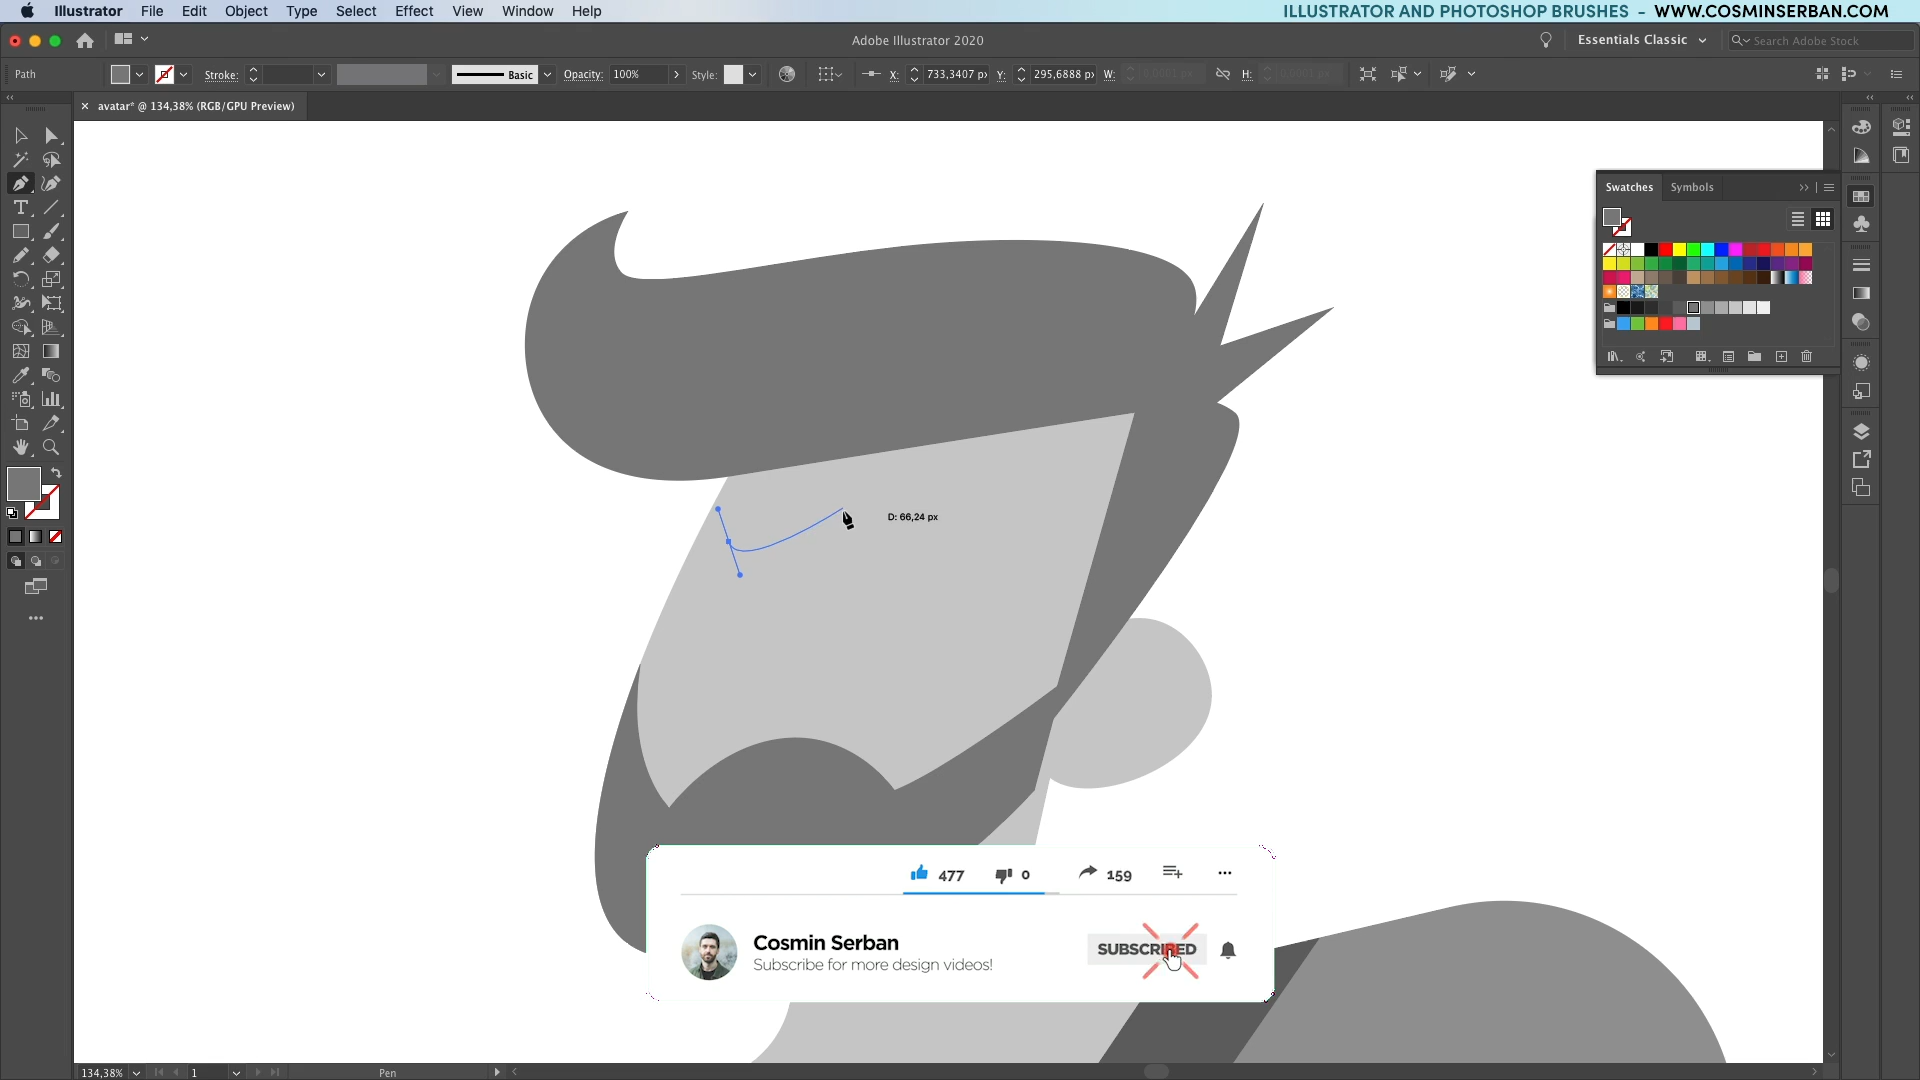 Illustrator File Edit Object Type Select Effect View Window Help
ILLUSTRATOR AND PHOTOSHOP BRUSHES - WWW.COSMINSERBAN.COM
Adobe Illustrator 2020
Essentials Classic
Search Adobe Stock
Path
Stroke:
Basic
Opacity: 100%
Style:
X: 733,3407 px
Y: 295,6888 px
W:
H:
avatar* @ 134,38% (RGB/GPU Preview)
Swatches
Symbols
D: 66,24 px
477
0
159
Cosmin Serban
Subscribe for more design videos!
SUBSCRIBED
134,38%
1
Pen